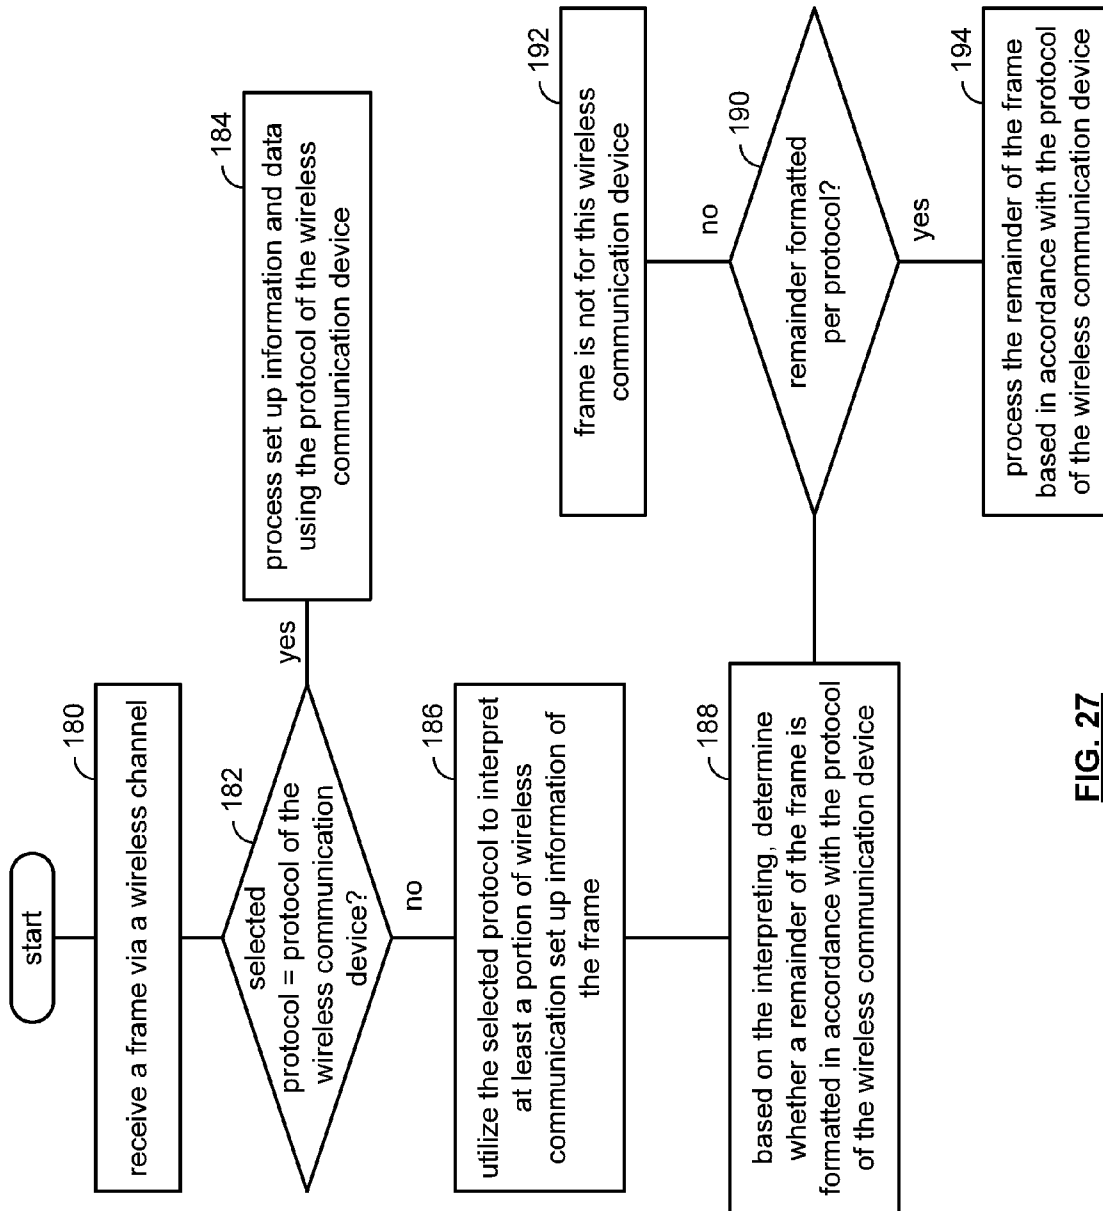 start
180
receive a frame via a wireless channel
182
selected
protocol = protocol of the
wireless communication
device?
yes
184
process set up information and data
using the protocol of the wireless
communication device
no
186
utilize the selected protocol to interpret
at least a portion of wireless
communication set up information of
the frame
188
based on the interpreting, determine
whether a remainder of the frame is
formatted in accordance with the protocol
of the wireless communication device
190
remainder formatted
per protocol?
no
192
frame is not for this wireless
communication device
yes
194
process the remainder of the frame
based in accordance with the protocol
of the wireless communication device
FIG. 27